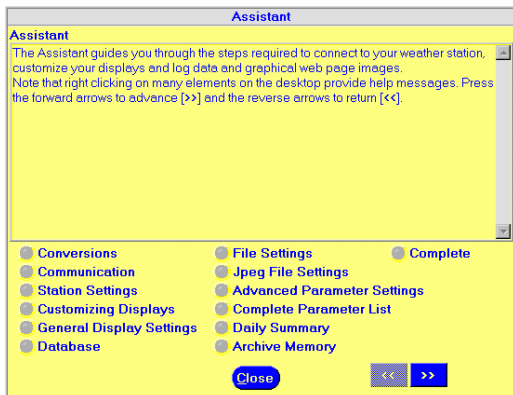 Assistant
Assistant
The Assistant guides you through the steps required to connect to your weather station,
customize your displays and log data and graphical web page images.
Note that right clicking on many elements on the desktop provide help messages. Press
the forward arrows to advance [>>] and the reverse arrows to return [<<].
Conversions File Settings Complete
Communication Jpeg File Settings
Station Settings Advanced Parameter Settings
Customizing Displays Complete Parameter List
General Display Settings Daily Summary
Database Archive Memory
Close << >>